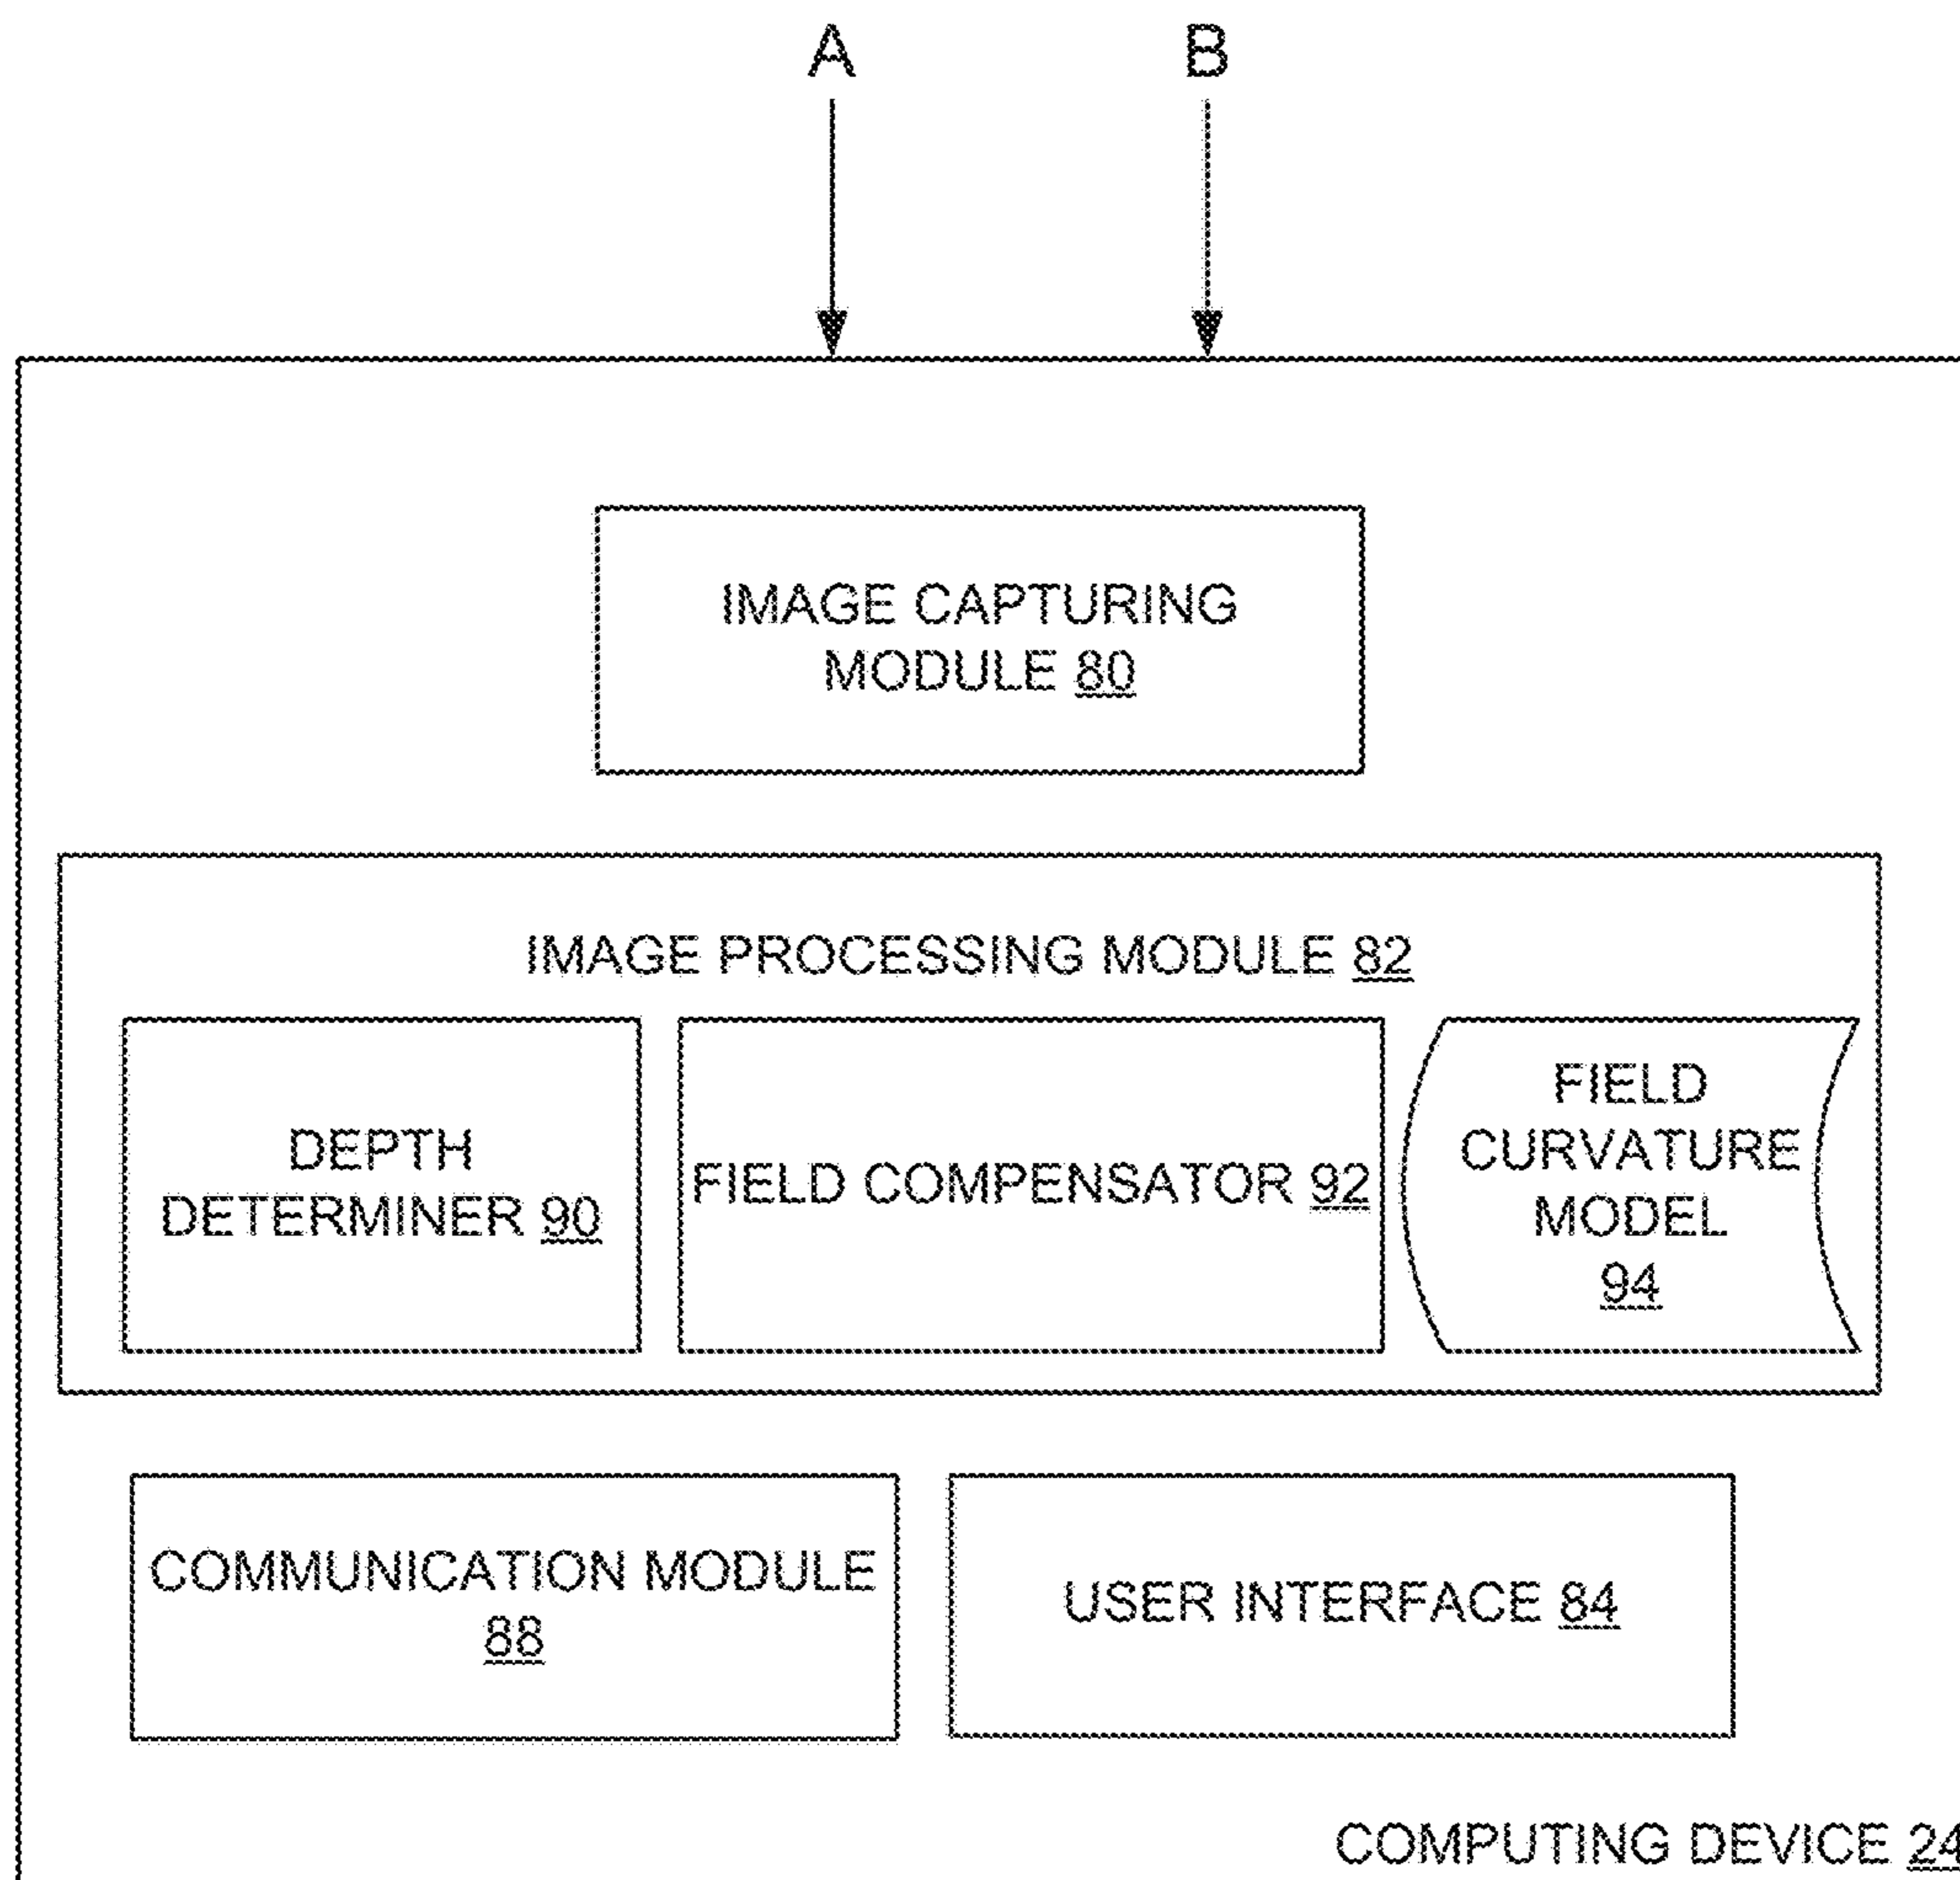 A
B
IMAGE CAPTURING
MODULE 80
IMAGE PROCESSING MODULE 82
DEPTH
DETERMINER 90
FIELD COMPENSATOR 92
FIELD
CURVATURE
MODEL
94
COMMUNICATION MODULE
88
USER INTERFACE 84
COMPUTING DEVICE 24